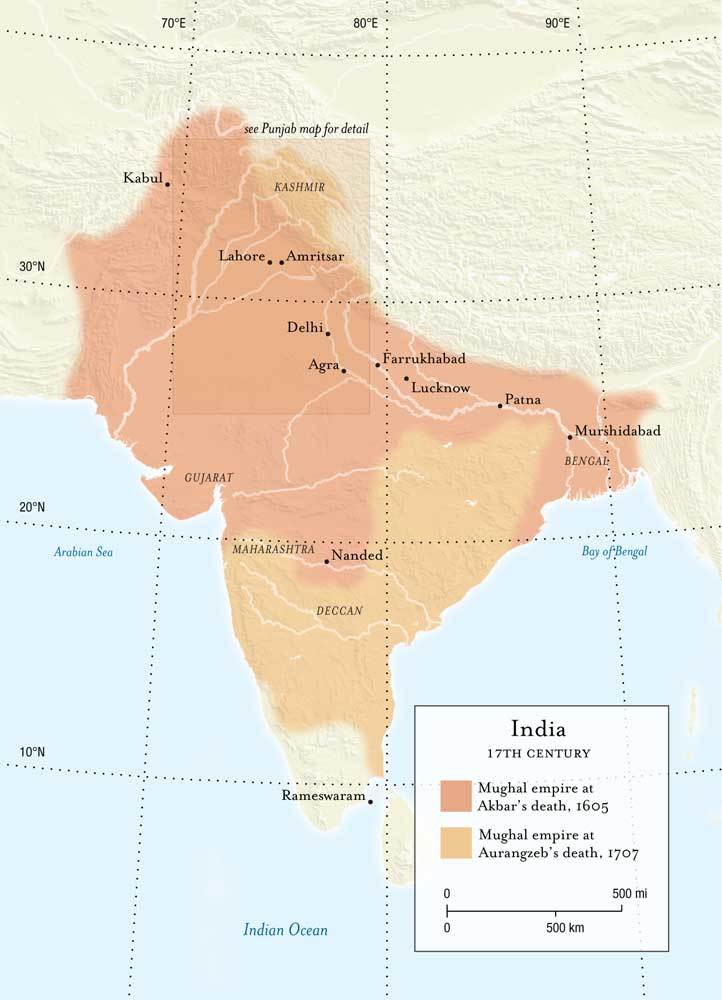 70°E
80°E
90°E
see Punjab map for detail
Kabul
KASHMIR
Lahore
Amritsar
30°N
Delhi
Agra
Farrukhabad
Lucknow
Patna
Murshidabad
BENGAL
GUJARAT
20°N
Arabian Sea
MAHARASHTRA
Nanded
Bay of Bengal
DECCAN
10°N
Rameswaram
India
17TH CENTURY
Mughal empire at
Akbar's death, 1605
Mughal empire at
Aurangzeb's death, 1707
0
500 mi
0
500 km
Indian Ocean